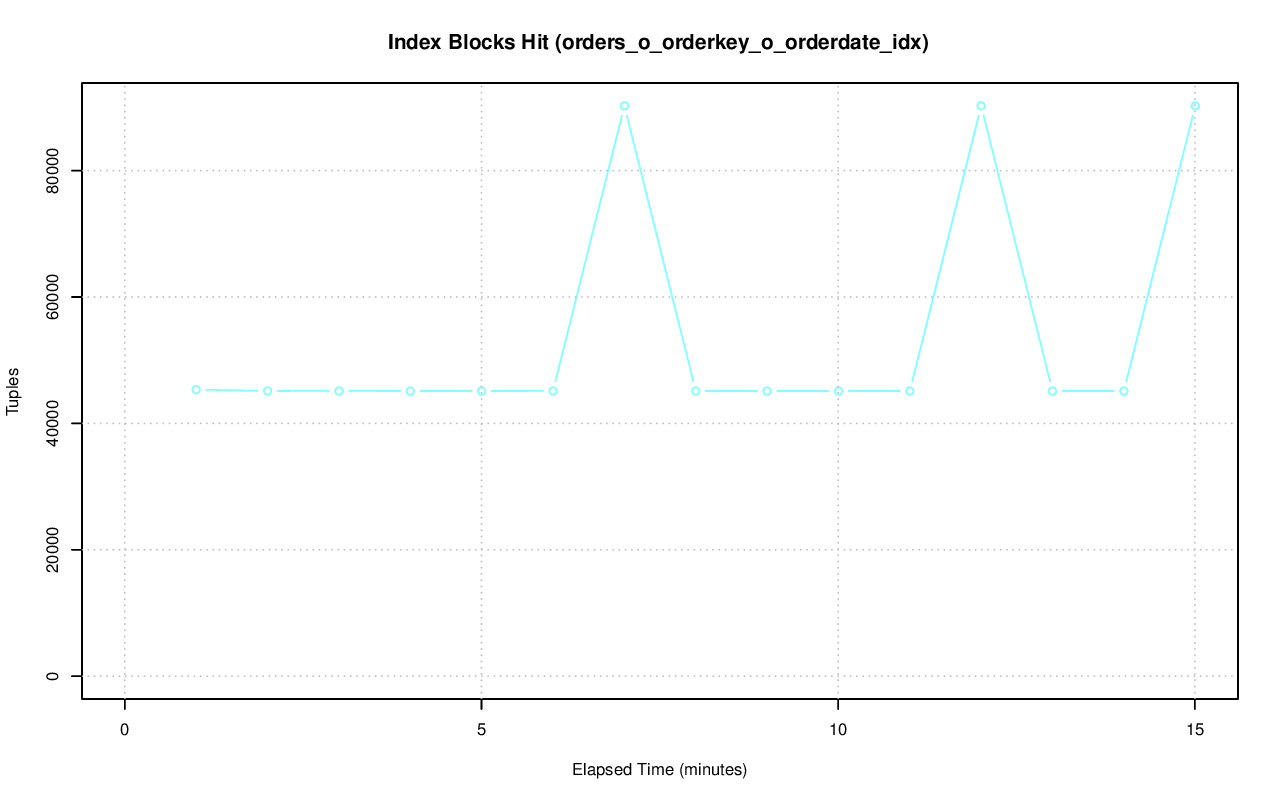 Index Blocks Hit (orders_o_orderkey_o_orderdate_idx)
Tuples
80000
60000
40000
20000
0
0 5 10 15
Elapsed Time (minutes)